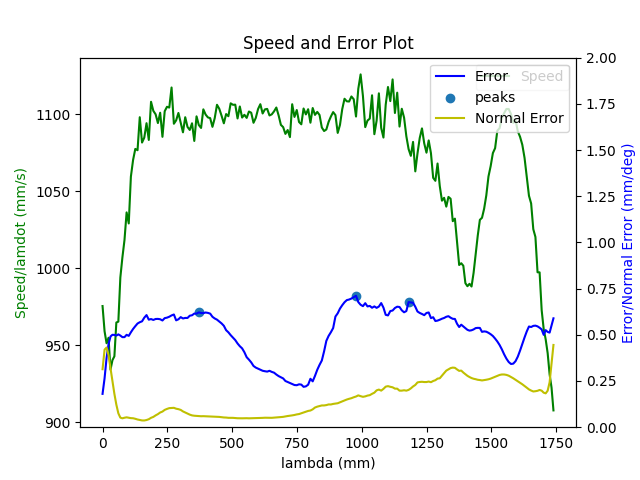 Speed and Error Plot
Error
Speed
peaks
Normal Error
Speed/lamdot (mm/s)
1100
1050
1000
950
900
2.00
1.75
1.50
1.25
1.00
0.75
0.50
0.25
0.00
Error/Normal Error (mm/deg)
0 250 500 750 1000 1250 1500 1750
lambda (mm)